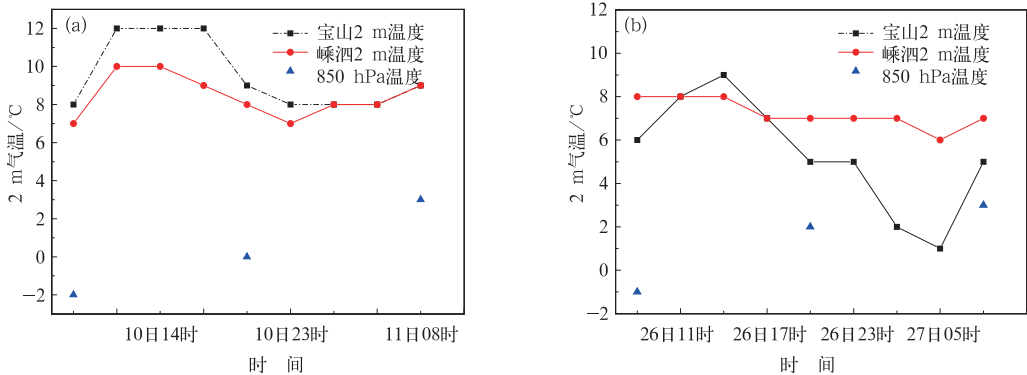 (a)
宝山2 m温度
嵊泗2 m温度
850 hPa温度
12
10
8
6
4
2
0
−2
2 m气温/℃
10日14时
10日23时
11日08时
时 间
(b)
宝山2 m温度
嵊泗2 m温度
850 hPa温度
12
10
8
6
4
2
0
−2
2 m气温/℃
26日11时
26日17时
26日23时
27日05时
时 间